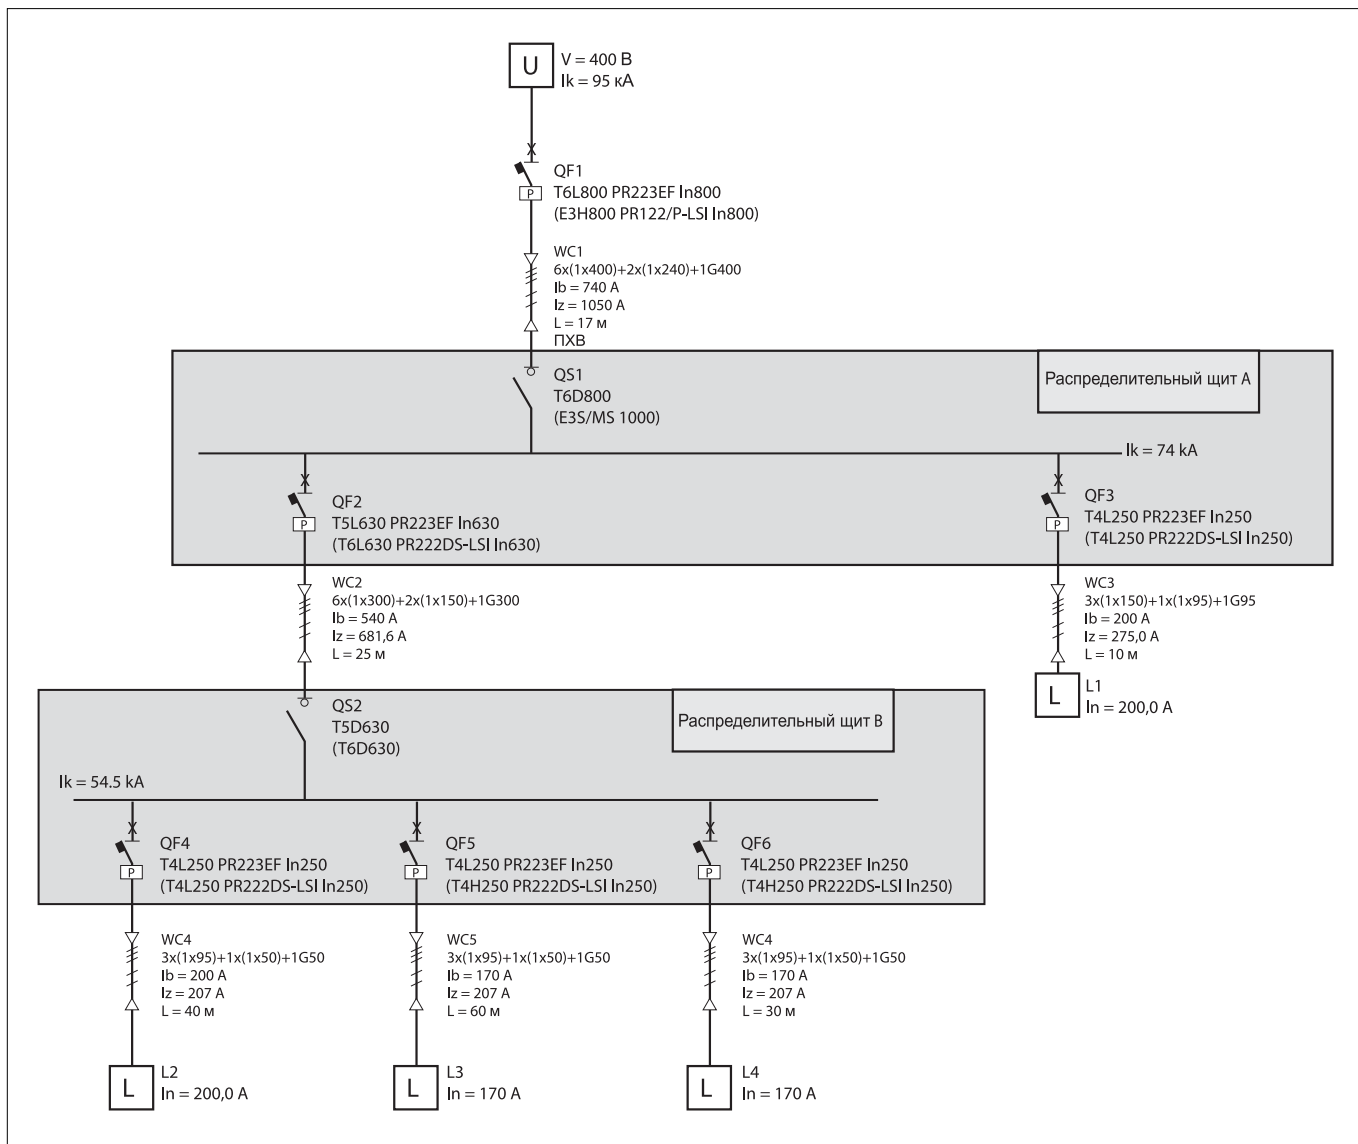 U
V = 400 В
Ik = 95 кА
QF1
T6L800 PR223EF In800
(E3H800 PR122/P-LSI In800)
P
WC1
6x(1x400)+2x(1x240)+1G400
Ib = 740 A
Iz = 1050 A
L = 17 м
ПХВ
QS1
T6D800
(E3S/MS 1000)
Распределительный щит А
Ik = 74 kA
QF2
T5L630 PR223EF In630
(T6L630 PR222DS-LSI In630)
P
QF3
T4L250 PR223EF In250
(T4L250 PR222DS-LSI In250)
P
WC2
6x(1x300)+2x(1x150)+1G300
Ib = 540 A
Iz = 681,6 A
L = 25 м
WC3
3x(1x150)+1x(1x95)+1G95
Ib = 200 A
Iz = 275,0 A
L = 10 м
L
L1
In = 200,0 A
QS2
T5D630
(T6D630)
Распределительный щит В
Ik = 54.5 kA
QF4
T4L250 PR223EF In250
(T4L250 PR222DS-LSI In250)
P
QF5
T4L250 PR223EF In250
(T4H250 PR222DS-LSI In250)
P
QF6
T4L250 PR223EF In250
(T4H250 PR222DS-LSI In250)
P
WC4
3x(1x95)+1x(1x50)+1G50
Ib = 200 A
Iz = 207 A
L = 40 м
WC5
3x(1x95)+1x(1x50)+1G50
Ib = 170 A
Iz = 207 A
L = 60 м
WC4
3x(1x95)+1x(1x50)+1G50
Ib = 170 A
Iz = 207 A
L = 30 м
L
L2
In = 200,0 A
L
L3
In = 170 A
L
L4
In = 170 A